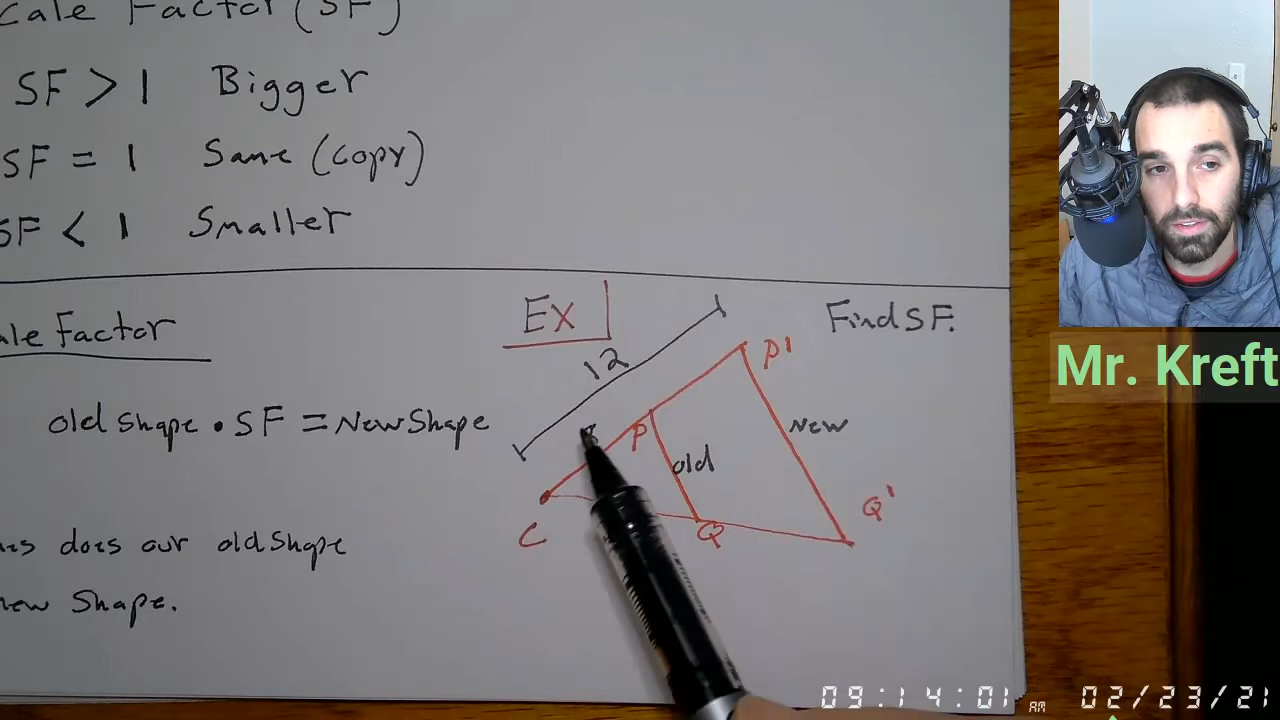 cale Factor (SF)
SF > 1 Bigger
SF = 1 Same (copy)
SF < 1 Smaller
ale Factor
Ex
Find SF.
12
P'
old shape • SF = New Shape
P
old
New
C
Q
Q'
mes does our old shape
new Shape.
Mr. Kreft
09:14:01 AM 02/23/21